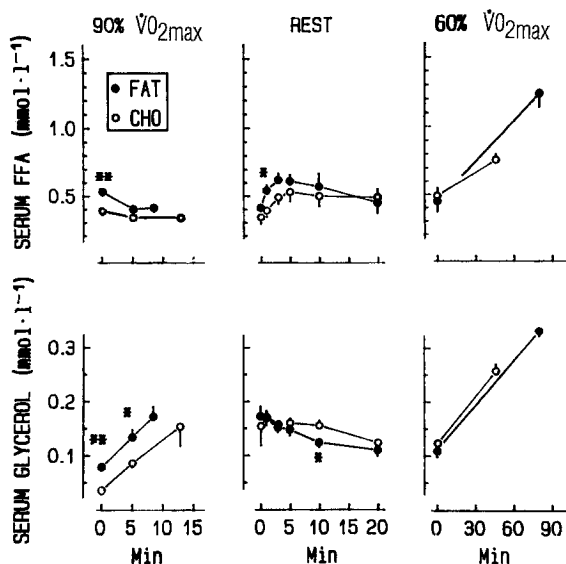 90% V̇O2max
REST
60% V̇O2max
SERUM FFA (mmol·l⁻¹)
1.5
1.0
0.5
FAT
CHO
**
*
SERUM GLYCEROL (mmol·l⁻¹)
0.3
0.2
0.1
**
*
*
0 5 10 15
Min
0 5 10 15 20
Min
0 30 60 90
Min